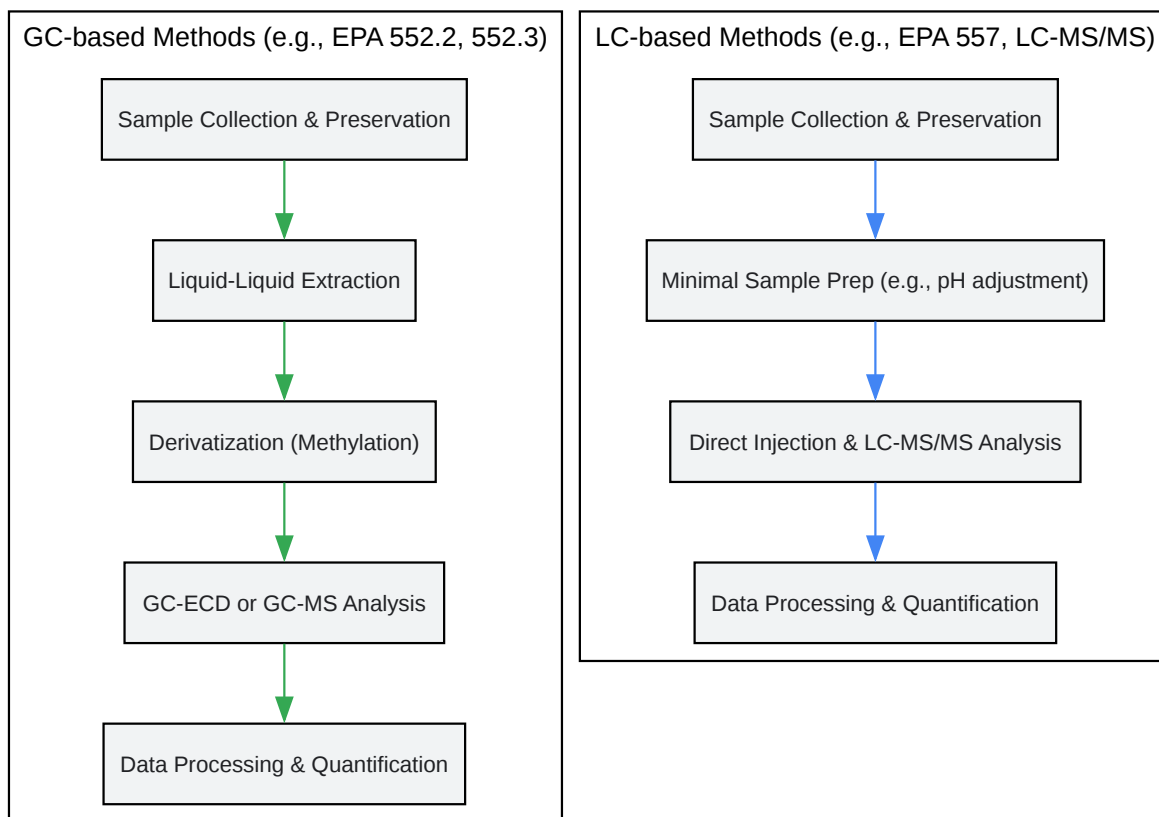 GC-based Methods (e.g., EPA 552.2, 552.3)
Sample Collection & Preservation
Liquid-Liquid Extraction
Derivatization (Methylation)
GC-ECD or GC-MS Analysis
Data Processing & Quantification
LC-based Methods (e.g., EPA 557, LC-MS/MS)
Sample Collection & Preservation
Minimal Sample Prep (e.g., pH adjustment)
Direct Injection & LC-MS/MS Analysis
Data Processing & Quantification